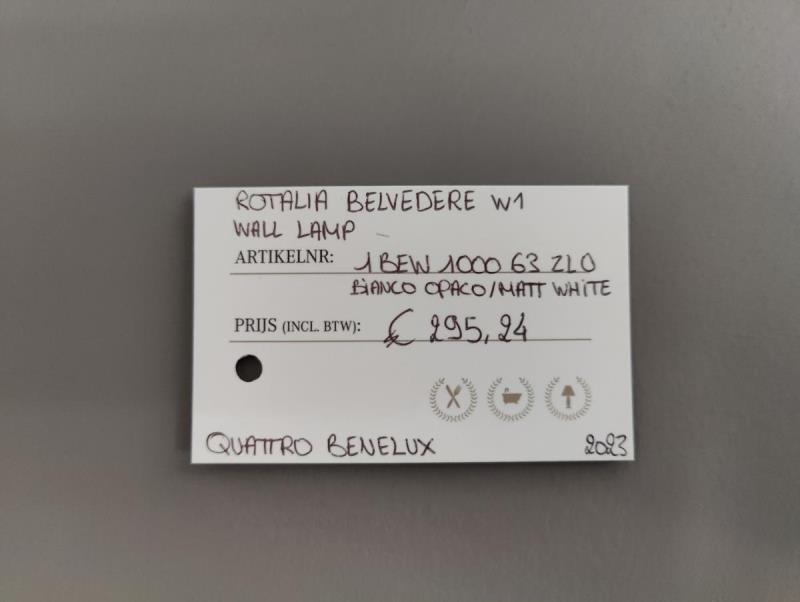 ROTALIA BELVEDERE W1
WALL LAMP
ARTIKELNR: 1BEW 1000 63 ZLO
BIANCO OPACO/MATT WHITE
PRIJS (INCL. BTW): € 295,24
QUATTRO BENELUX 2023